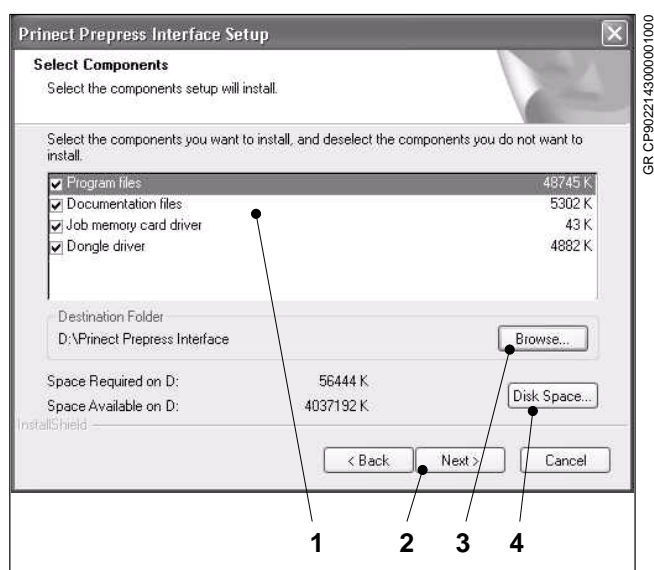 Prinect Prepress Interface Setup
Select Components
Select the components setup will install.
Select the components you want to install, and deselect the components you do not want to
install.
Program files 48745 K
Documentation files 5302 K
Job memory card driver 43 K
Dongle driver 4882 K
Destination Folder
D:\Prinect Prepress Interface
Browse...
Space Required on D: 56444 K
Space Available on D: 4037192 K
Disk Space...
InstallShield
< Back Next > Cancel
1 2 3 4
GR CP9022143000001000